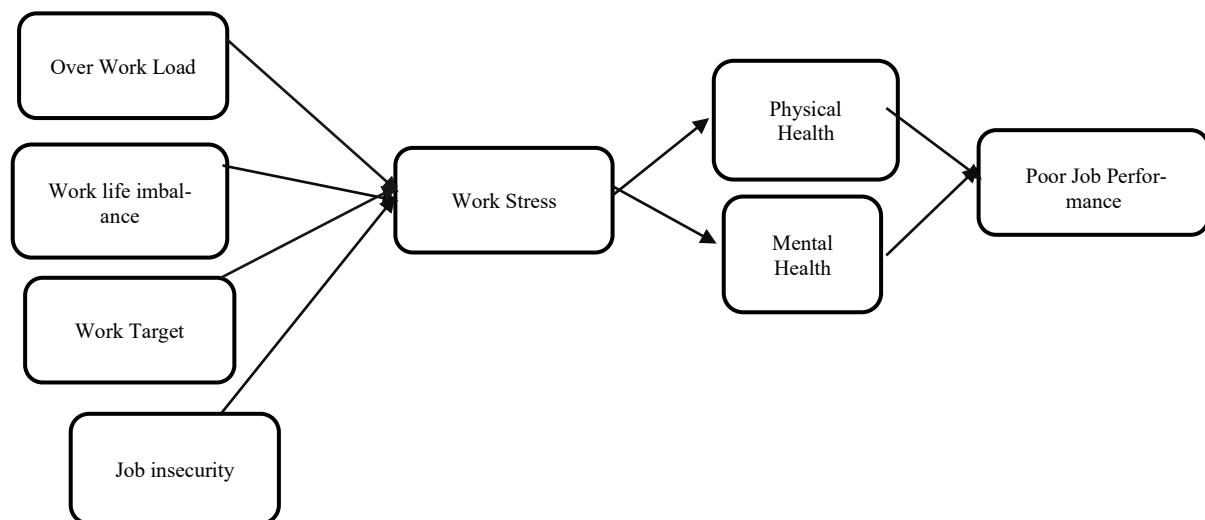 Over Work Load
Work life imbal-
ance
Work Target
Job insecurity
Work Stress
Physical
Health
Mental
Health
Poor Job Perfor-
mance